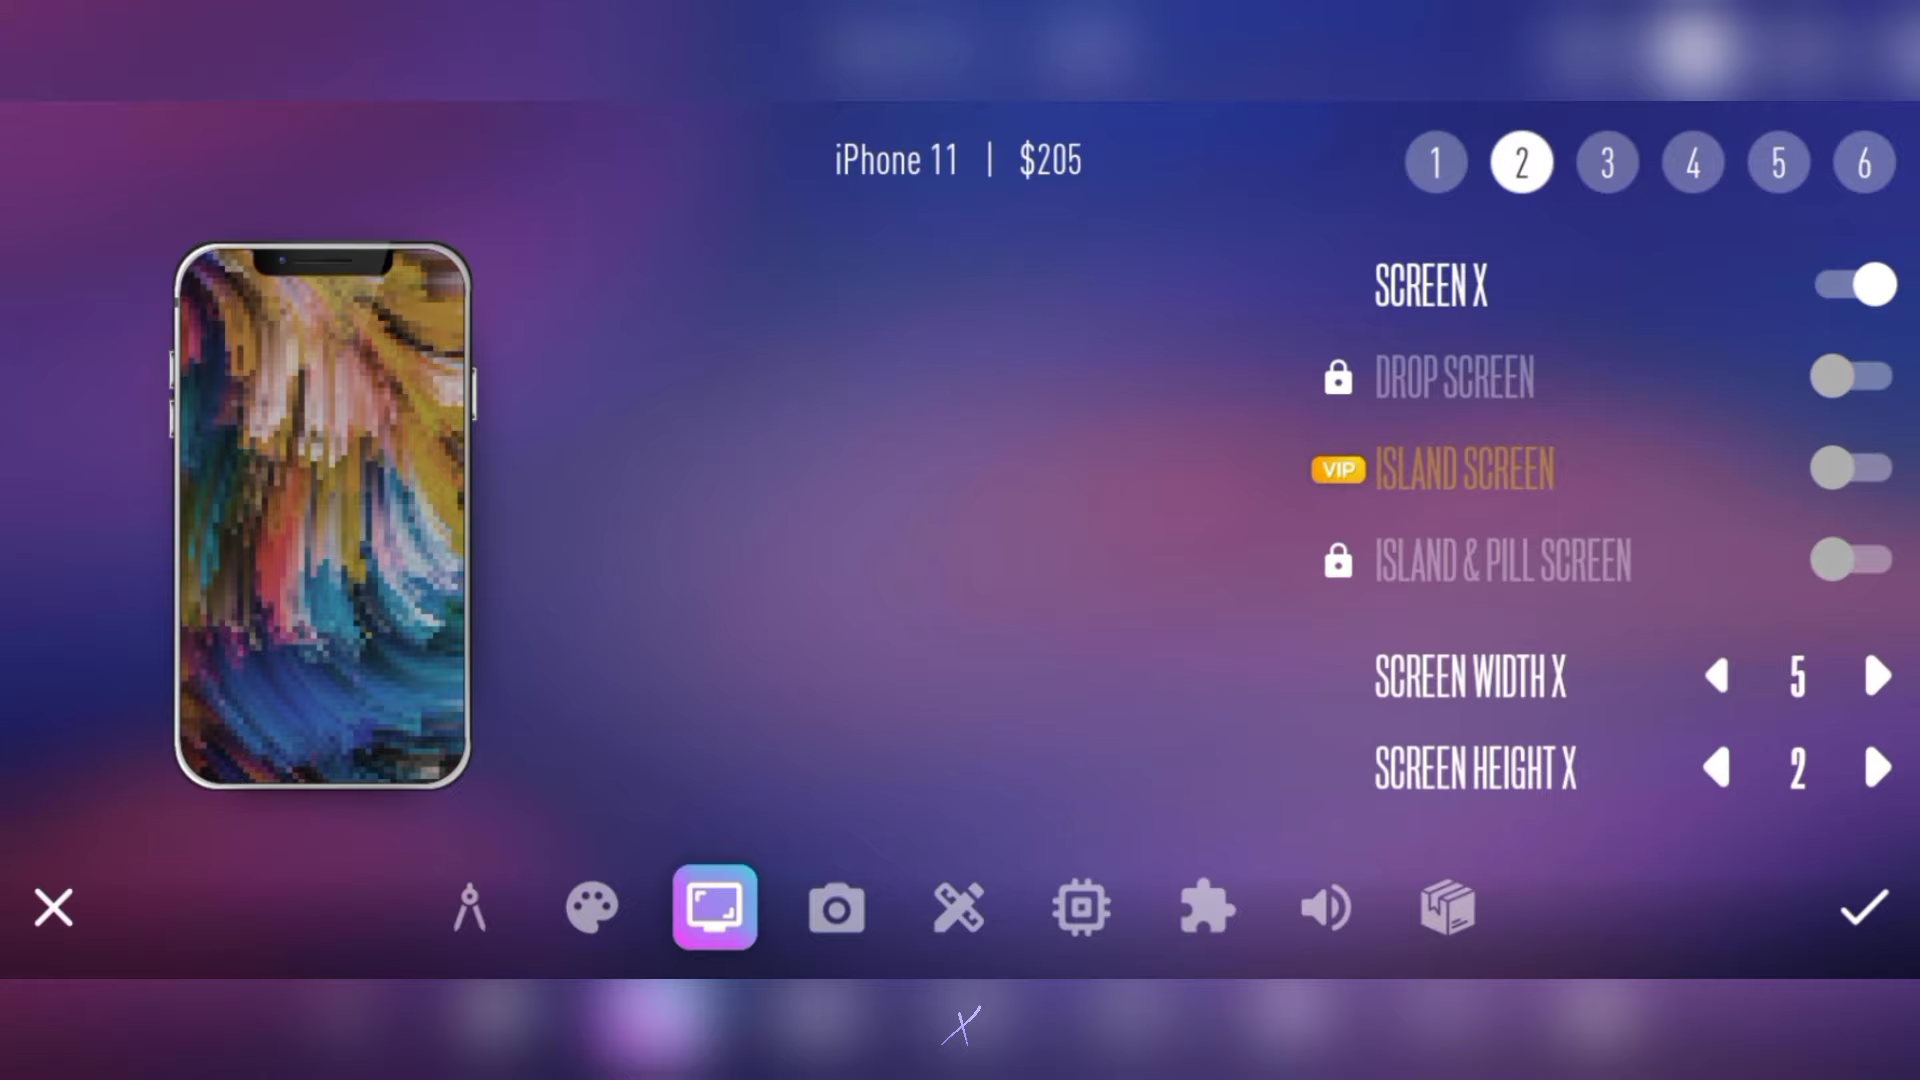 iPhone 11 | $205
1 2 3 4 5 6
SCREEN X
DROP SCREEN
VIP ISLAND SCREEN
ISLAND & PILL SCREEN
SCREEN WIDTH X 5
SCREEN HEIGHT X 2
X